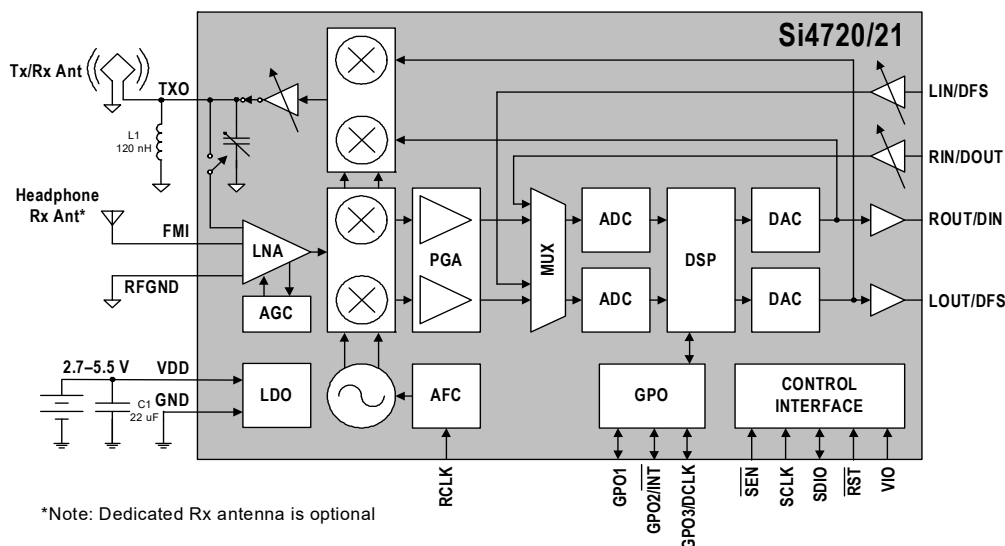 Si4720/21
Tx/Rx Ant
TXO
LIN/DFS
L1
120 nH
RIN/DOUT
Headphone
Rx Ant*
FMI
LNA
PGA
MUX
ADC
DSP
DAC
ROUT/DIN
RFGND
AGC
ADC
DAC
LOUT/DFS
2.7–5.5 V
VDD
GND
C1
22 uF
LDO
AFC
GPO
CONTROL
INTERFACE
RCLK
GPO1
GPO2/INT
GPO3/DCLK
SEN
SCLK
SDIO
RST
VIO
*Note: Dedicated Rx antenna is optional